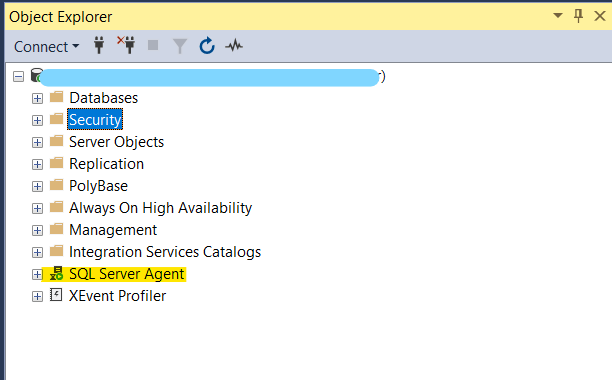 Object Explorer
Connect
)
Databases
Security
Server Objects
Replication
PolyBase
Always On High Availability
Management
Integration Services Catalogs
SQL Server Agent
XEvent Profiler